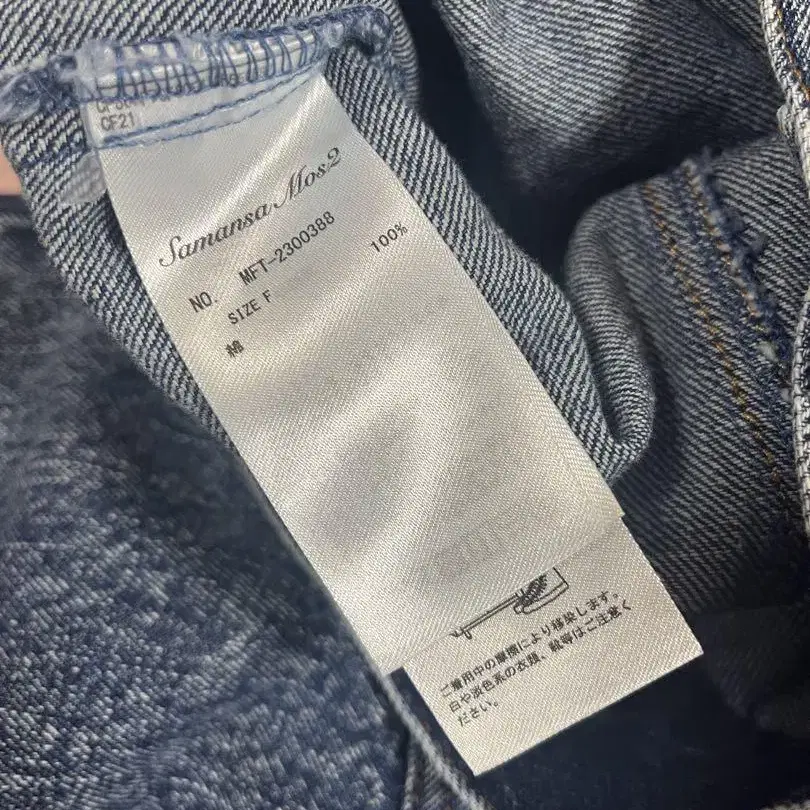 CF21
Samansa Mos2
NO. MFT-2300388
SIZE F
綿 100%
ご着用中の摩擦により移染します。
白や淡色系の衣類、靴等はご注意く
ださい。